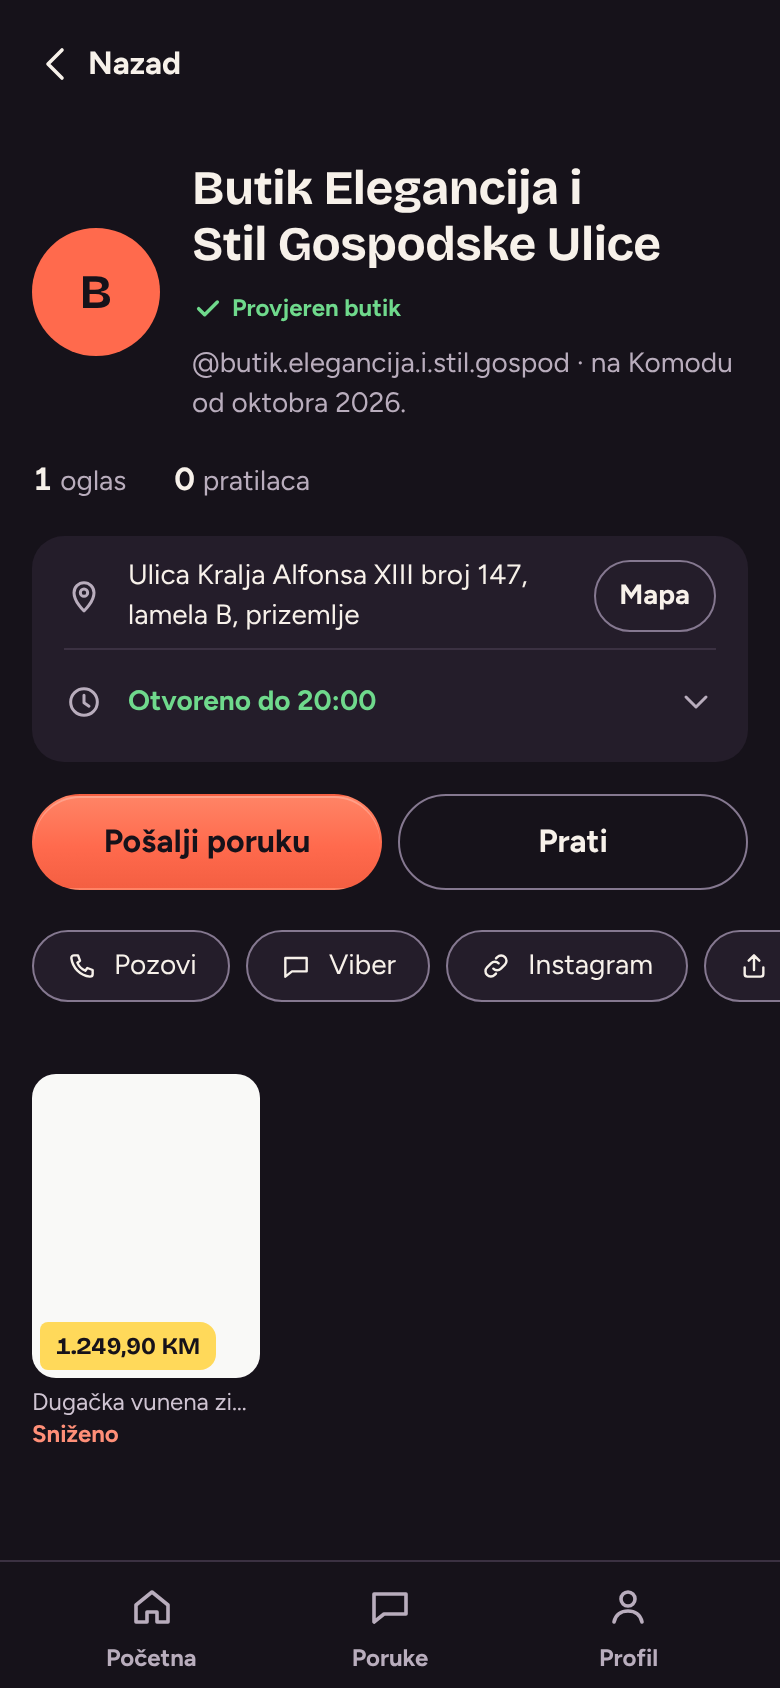 Nazad
Butik Elegancija i
Stil Gospodske Ulice
B
Provjeren butik
@butik.elegancija.i.stil.gospod · na Komodu
od oktobra 2026.
1 oglas 0 pratilaca
Ulica Kralja Alfonsa XIII broj 147,
lamela B, prizemlje
Mapa
Otvoreno do 20:00
Pošalji poruku
Prati
Pozovi
Viber
Instagram
1.249,90 KM
Dugačka vunena zi...
Sniženo
Početna
Poruke
Profil